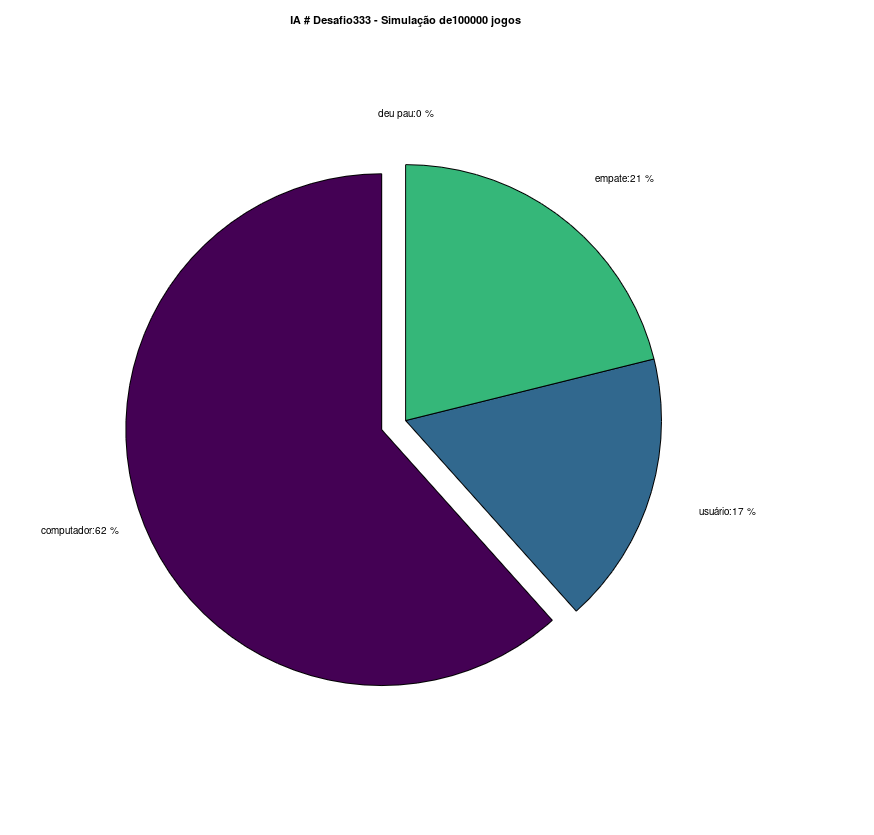 IA # Desafio333 - Simulação de100000 jogos
deu pau:0 %
empate:21 %
usuário:17 %
computador:62 %